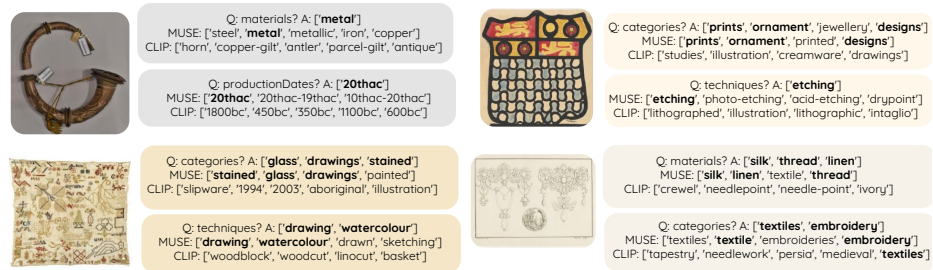 Q: materials? A: ['metal']
MUSE: ['steel', 'metal', 'metallic', 'iron', 'copper']
CLIP: ['horn', 'copper-gilt', 'antler', 'parcel-gilt', 'antique']
Q: productionDates? A: ['20thac']
MUSE: ['20thac', '20thac-19thac', '10thac-20thac']
CLIP: ['1800bc', '450bc', '350bc', '1100bc', '600bc']
Q: categories? A: ['prints', 'ornament', 'jewellery', 'designs']
MUSE: ['prints', 'ornament', 'printed', 'designs']
CLIP: ['studies', 'illustration', 'creamware', 'drawings']
Q: techniques? A: ['etching']
MUSE: ['etching', 'photo-etching', 'acid-etching', 'drypoint']
CLIP: ['lithographed', 'illustration', 'lithographic', 'intaglio']
Q: categories? A: ['glass', 'drawings', 'stained']
MUSE: ['stained', 'glass', 'drawings', 'painted']
CLIP: ['slipware', '1994', '2003', 'aboriginal', 'illustration']
Q: techniques? A: ['drawing', 'watercolour']
MUSE: ['drawing', 'watercolour', 'drawn', 'sketching']
CLIP: ['woodblock', 'woodcut', 'linocut', 'basket']
Q: materials? A: ['silk', 'thread', 'linen']
MUSE: ['silk', 'linen', 'textile', 'thread']
CLIP: ['crewel', 'needlepoint', 'needle-point', 'ivory']
Q: categories? A: ['textiles', 'embroidery']
MUSE: ['textiles', 'textile', 'embroideries', 'embroidery']
CLIP: ['tapestry', 'needlework', 'persia', 'medieval', 'textiles']